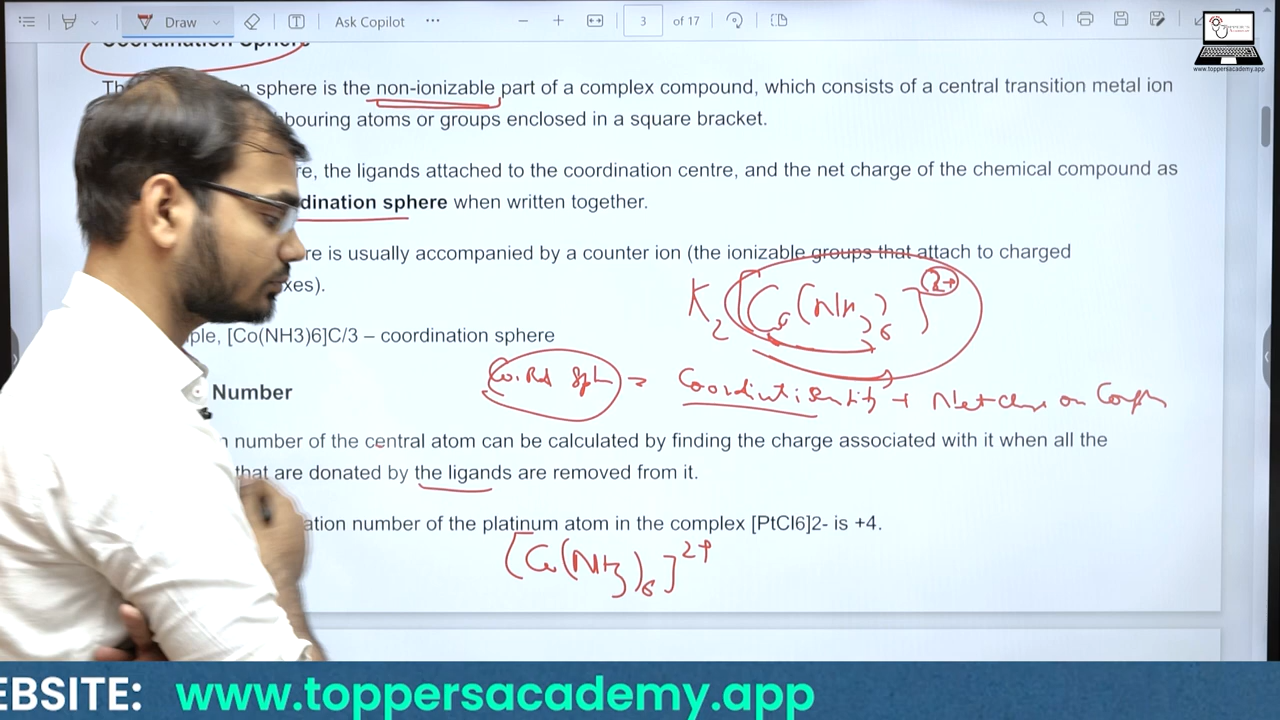 Draw
Ask Copilot
3 of 17
www.toppersacademy.app
Coordination Sphere
Th sphere is the non-ionizable part of a complex compound, which consists of a central transition metal ion
bouring atoms or groups enclosed in a square bracket.
re, the ligands attached to the coordination centre, and the net charge of the chemical compound as
dination sphere when written together.
re is usually accompanied by a counter ion (the ionizable groups that attach to charged
xes).
K2[Co(NH3)6]2+
ple, [Co(NH3)6]C/3 – coordination sphere
Number
number of the central atom can be calculated by finding the charge associated with it when all the
that are donated by the ligands are removed from it.
ation number of the platinum atom in the complex [PtCl6]2- is +4.
[Co(NH3)6]2+
EBSITE: www.toppersacademy.app